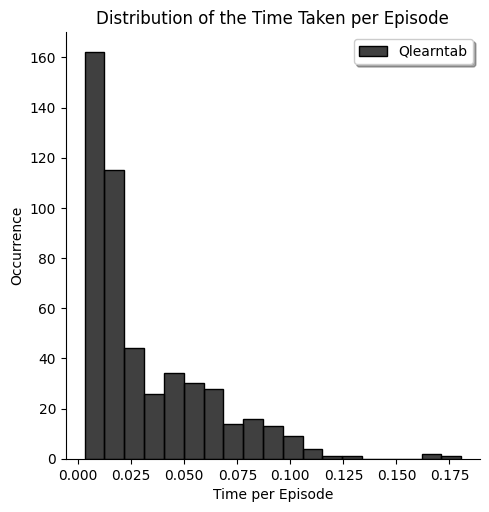 Distribution of the Time Taken per Episode
Qlearntab
160
140
120
100
80
60
40
20
0
Occurrence
0.000 0.025 0.050 0.075 0.100 0.125 0.150 0.175
Time per Episode